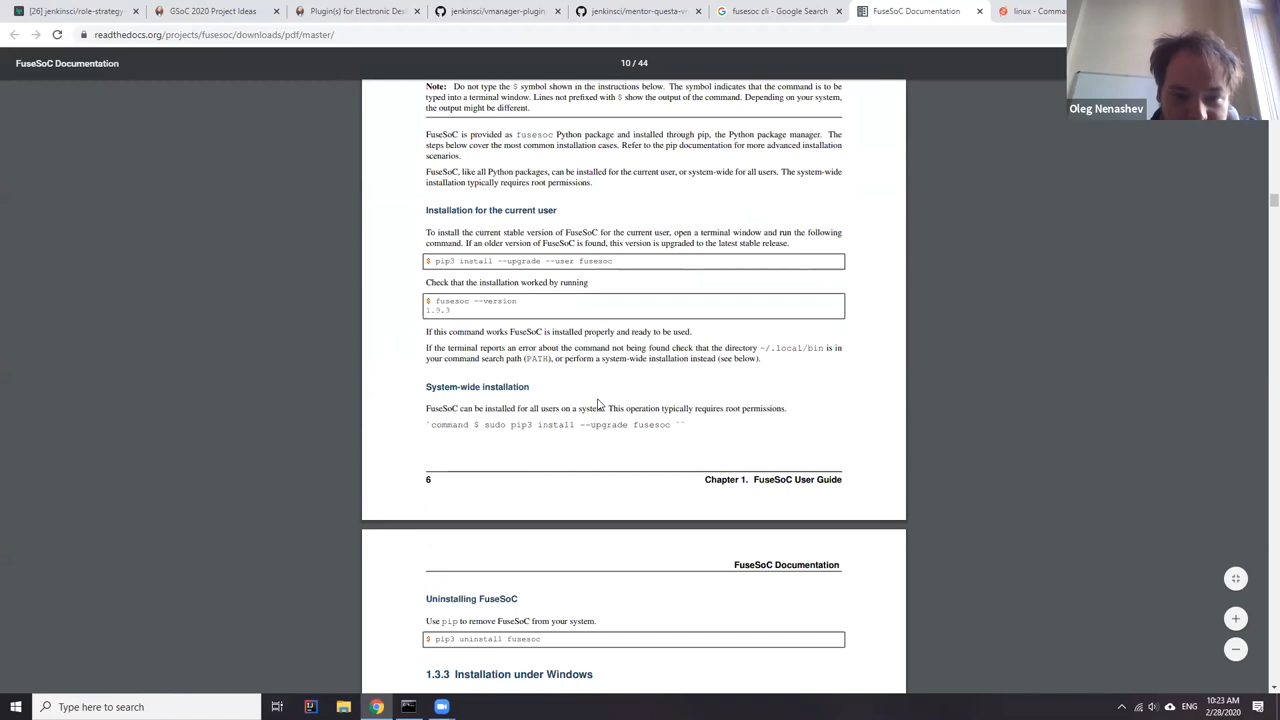 [26] jenkinsci/role-strategy
GSoC 2020 Project Ideas
Plugin(s) for Electronic Des
jenkinsci/manager-plugin
jenkinsci/mentor-questa-vr
fusesoc cli - Google Search
FuseSoC Documentation
linux - Comma
readthedocs.org/projects/fusesoc/downloads/pdf/master/
FuseSoC Documentation
10 / 44
Oleg Nenashev
Note: Do not type the $ symbol shown in the instructions below. The symbol indicates that the command is to be
typed into a terminal window. Lines not prefixed with $ show the output of the command. Depending on your system,
the output might be different.
FuseSoC is provided as fusesoc Python package and installed through pip, the Python package manager. The
steps below cover the most common installation cases. Refer to the pip documentation for more advanced installation
scenarios.
FuseSoC, like all Python packages, can be installed for the current user, or system-wide for all users. The system-wide
installation typically requires root permissions.
Installation for the current user
To install the current stable version of FuseSoC for the current user, open a terminal window and run the following
command. If an older version of FuseSoC is found, this version is upgraded to the latest stable release.
$ pip3 install --upgrade --user fusesoc
Check that the installation worked by running
$ fusesoc --version
1.9.3
If this command works FuseSoC is installed properly and ready to be used.
If the terminal reports an error about the command not being found check that the directory ~/.local/bin is in
your command search path (PATH), or perform a system-wide installation instead (see below).
System-wide installation
FuseSoC can be installed for all users on a system. This operation typically requires root permissions.
`command $ sudo pip3 install --upgrade fusesoc ``
6
Chapter 1. FuseSoC User Guide
FuseSoC Documentation
Uninstalling FuseSoC
Use pip to remove FuseSoC from your system.
$ pip3 uninstall fusesoc
1.3.3 Installation under Windows
Type here to search
ENG
10:23 AM
2/28/2020